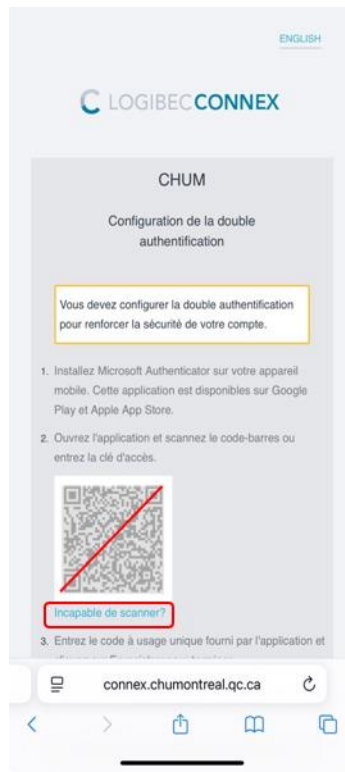 ENGLISH
LOGIBEC CONNEX
CHUM
Configuration de la double
authentification
Vous devez configurer la double authentification
pour renforcer la sécurité de votre compte.
1. Installez Microsoft Authenticator sur votre appareil
mobile. Cette application est disponibles sur Google
Play et Apple App Store.
2. Ouvrez l'application et scannez le code-barres ou
entrez la clé d'accès.
Incapable de scanner?
3. Entrez le code à usage unique fourni par l'application et
connex.chumontreal.qc.ca